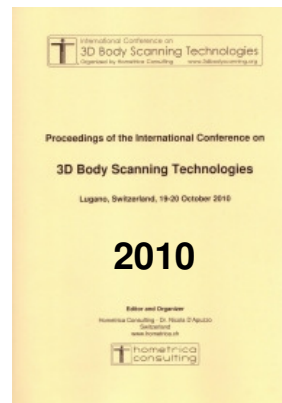 International Conference on
3D Body Scanning Technologies
Organized by Hometrica Consulting www.3dbodyscanning.org
Proceedings of the International Conference on
3D Body Scanning Technologies
Lugano, Switzerland, 19-20 October 2010
2010
Editor and Organizer
Hometrica Consulting - Dr. Nicola D'Apuzzo
Switzerland
www.hometrica.ch
hometrica
consulting